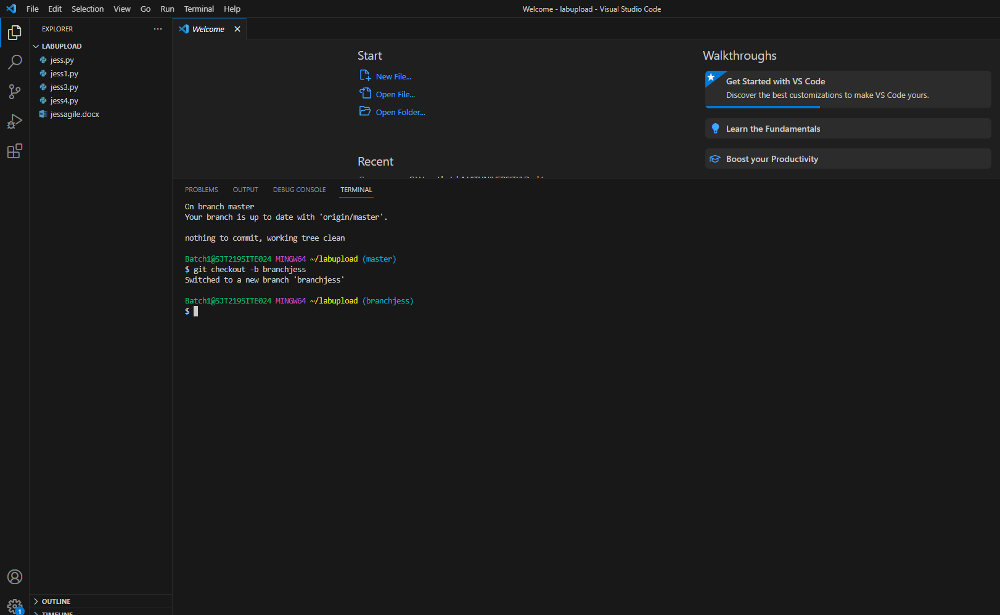 File Edit Selection View Go Run Terminal Help
Welcome - labupload - Visual Studio Code
EXPLORER ···
LABUPLOAD
jess.py
jess1.py
jess3.py
jess4.py
jessagile.docx
OUTLINE
TIMELINE
1
Welcome
Start
New File...
Open File...
Open Folder...
Recent
Walkthroughs
Get Started with VS Code
Discover the best customizations to make VS Code yours.
Learn the Fundamentals
Boost your Productivity
PROBLEMS OUTPUT DEBUG CONSOLE TERMINAL
On branch master
Your branch is up to date with 'origin/master'.
nothing to commit, working tree clean
Batch1@SJT219SITE024 MINGW64 ~/labupload (master)
$ git checkout -b branchjess
Switched to a new branch 'branchjess'
Batch1@SJT219SITE024 MINGW64 ~/labupload (branchjess)
$